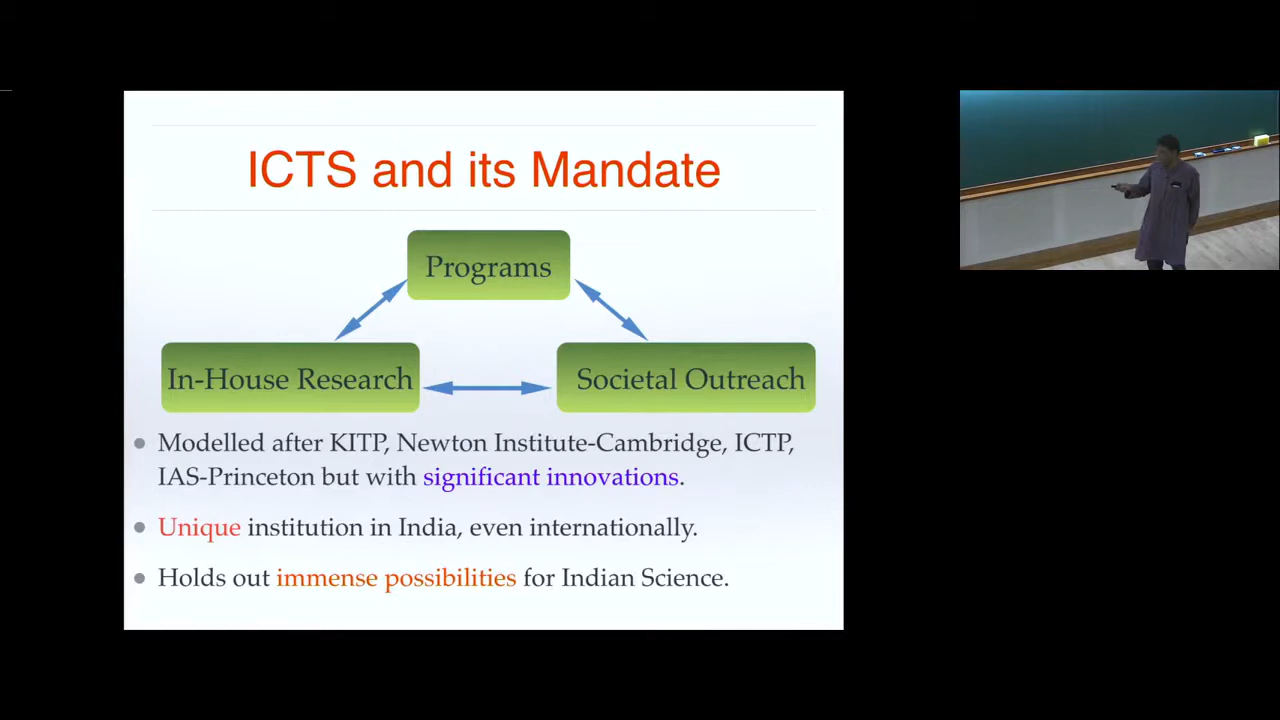 ICTS and its Mandate
Programs
In-House Research
Societal Outreach
Modelled after KITP, Newton Institute-Cambridge, ICTP,
IAS-Princeton but with significant innovations.
Unique institution in India, even internationally.
Holds out immense possibilities for Indian Science.